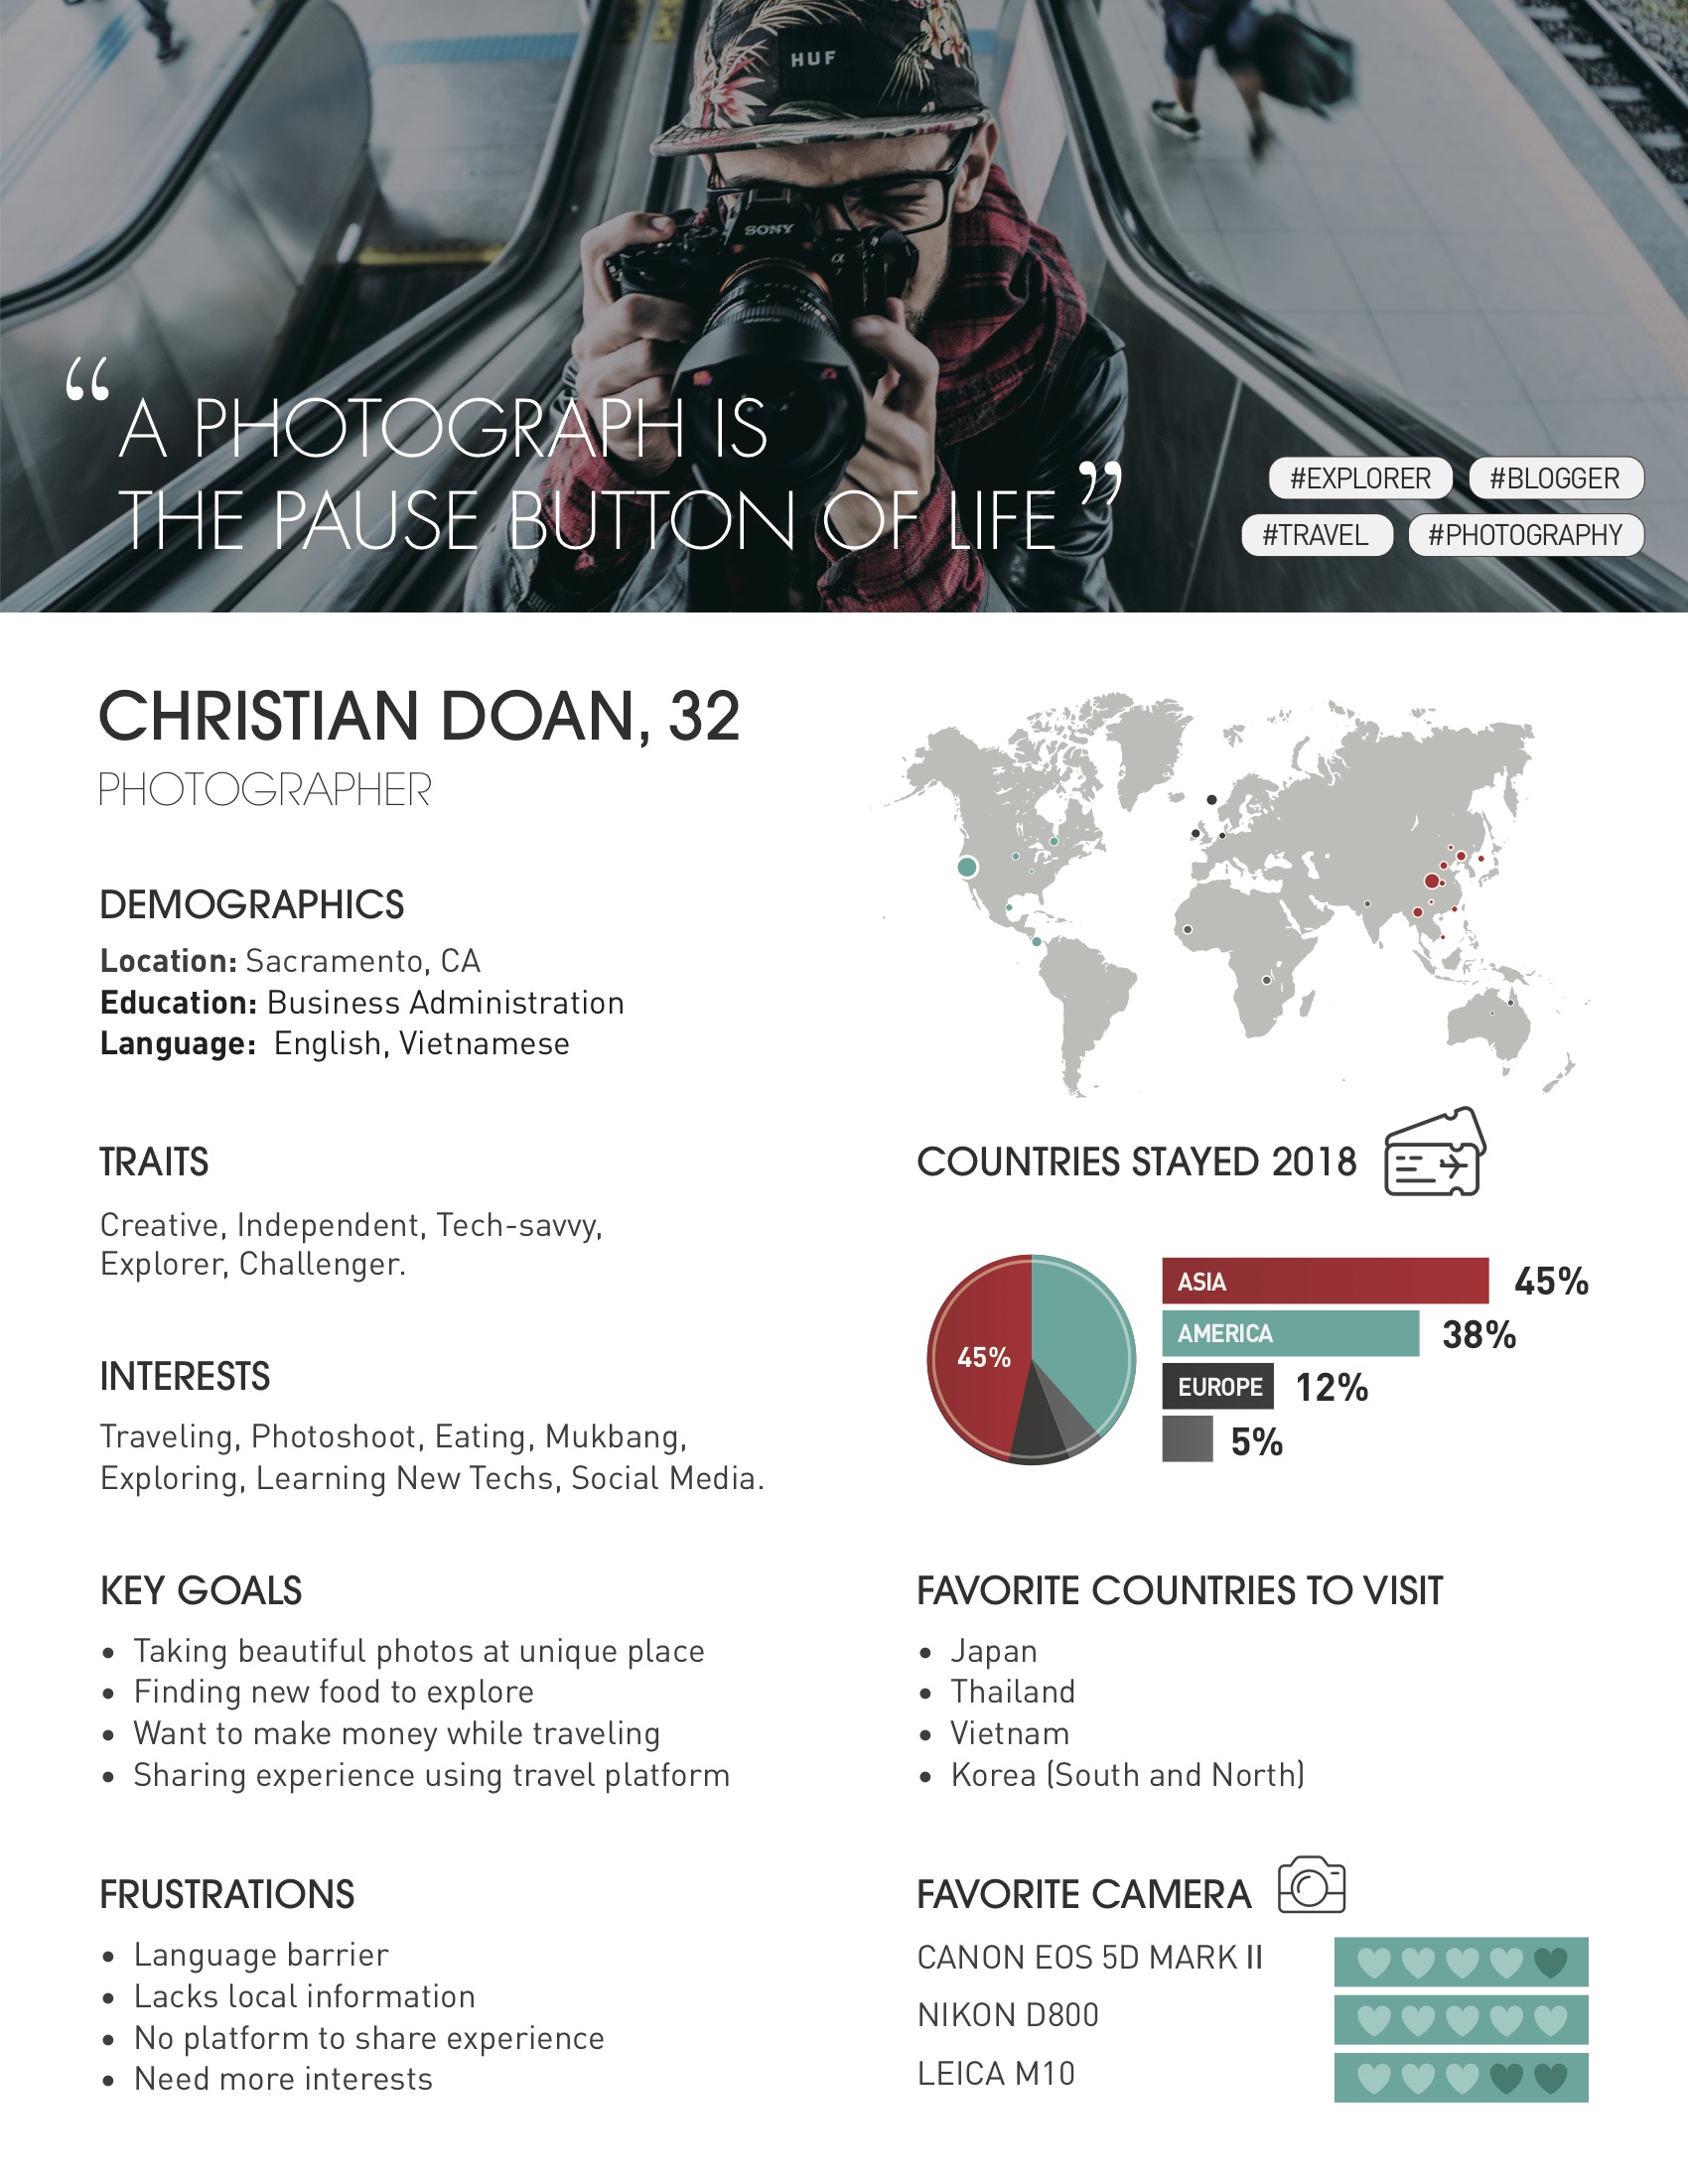 HUF
SONY
α
“A PHOTOGRAPH IS
THE PAUSE BUTTON OF LIFE”
#EXPLORER #BLOGGER
#TRAVEL #PHOTOGRAPHY
CHRISTIAN DOAN, 32
PHOTOGRAPHER
DEMOGRAPHICS
Location: Sacramento, CA
Education: Business Administration
Language: English, Vietnamese
TRAITS
Creative, Independent, Tech-savvy,
Explorer, Challenger.
INTERESTS
Traveling, Photoshoot, Eating, Mukbang,
Exploring, Learning New Techs, Social Media.
COUNTRIES STAYED 2018
45%
ASIA 45%
AMERICA 38%
EUROPE 12%
5%
KEY GOALS
• Taking beautiful photos at unique place
• Finding new food to explore
• Want to make money while traveling
• Sharing experience using travel platform
FAVORITE COUNTRIES TO VISIT
• Japan
• Thailand
• Vietnam
• Korea (South and North)
FRUSTRATIONS
• Language barrier
• Lacks local information
• No platform to share experience
• Need more interests
FAVORITE CAMERA
CANON EOS 5D MARK II
NIKON D800
LEICA M10